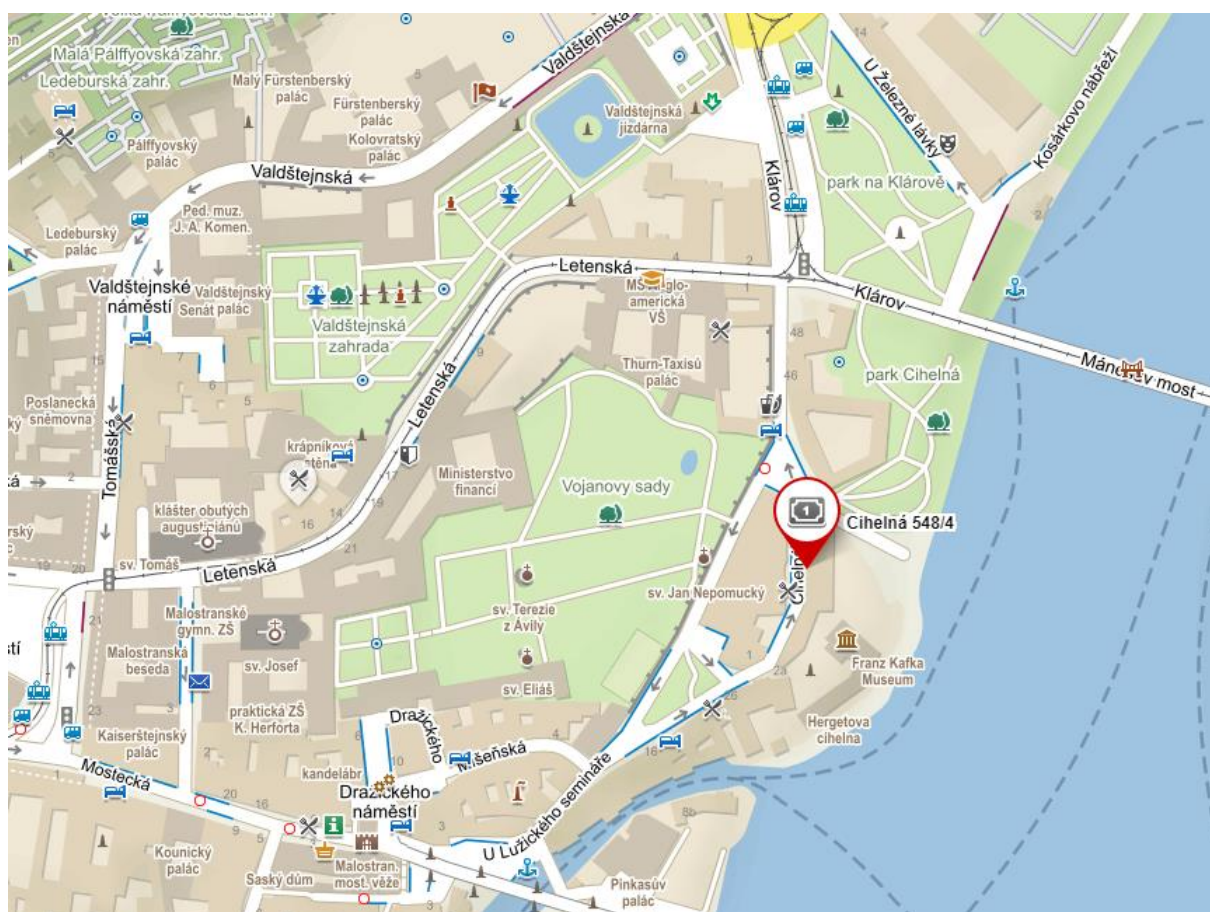 Malá Pálffyovská zahr.
Ledeburská zahr.
Malý Fürstenberský
palác
Fürstenberský
palác
Kolovratský
palác
Pálffyovský
palác
Valdštejnská
Valdštejnská
jízdárna
Valdštejnská
U Železné lávky
Kosárkovo nábřeží
park na Klárově
Klárov
Ped. muz.
J. A. Komen.
Ledeburský
palác
Valdštejnské
náměstí
Valdštejnský
Senát palác
Valdštejnská
zahrada
Letenská
americká
VŠ
Klárov
Thurn-Taxisů
palác
park Cihelná
most
Poslanecká
sněmovna
Tomášská
Letenská
Ministerstvo
financí
Vojanovy sady
1
Cihelná 548/4
klášter obutých
augustiniánů
sv. Tomáš
Letenská
sv. Jan Nepomucký
sv. Terezie
z Ávily
sv. Eliáš
Malostranské
gymn. ZŠ
Malostranská
beseda
sv. Josef
praktická ZŠ
K. Herforta
Kaiserštejnský
palác
Franz Kafka
Museum
Hergetova
cihelna
Dražického
Míšeňská
kandelábr
Dražického
náměstí
Mostecká
U Lužického semináře
Kounický
palác
Saský dům
Malostran.
most. věže
Pinkasův
palác